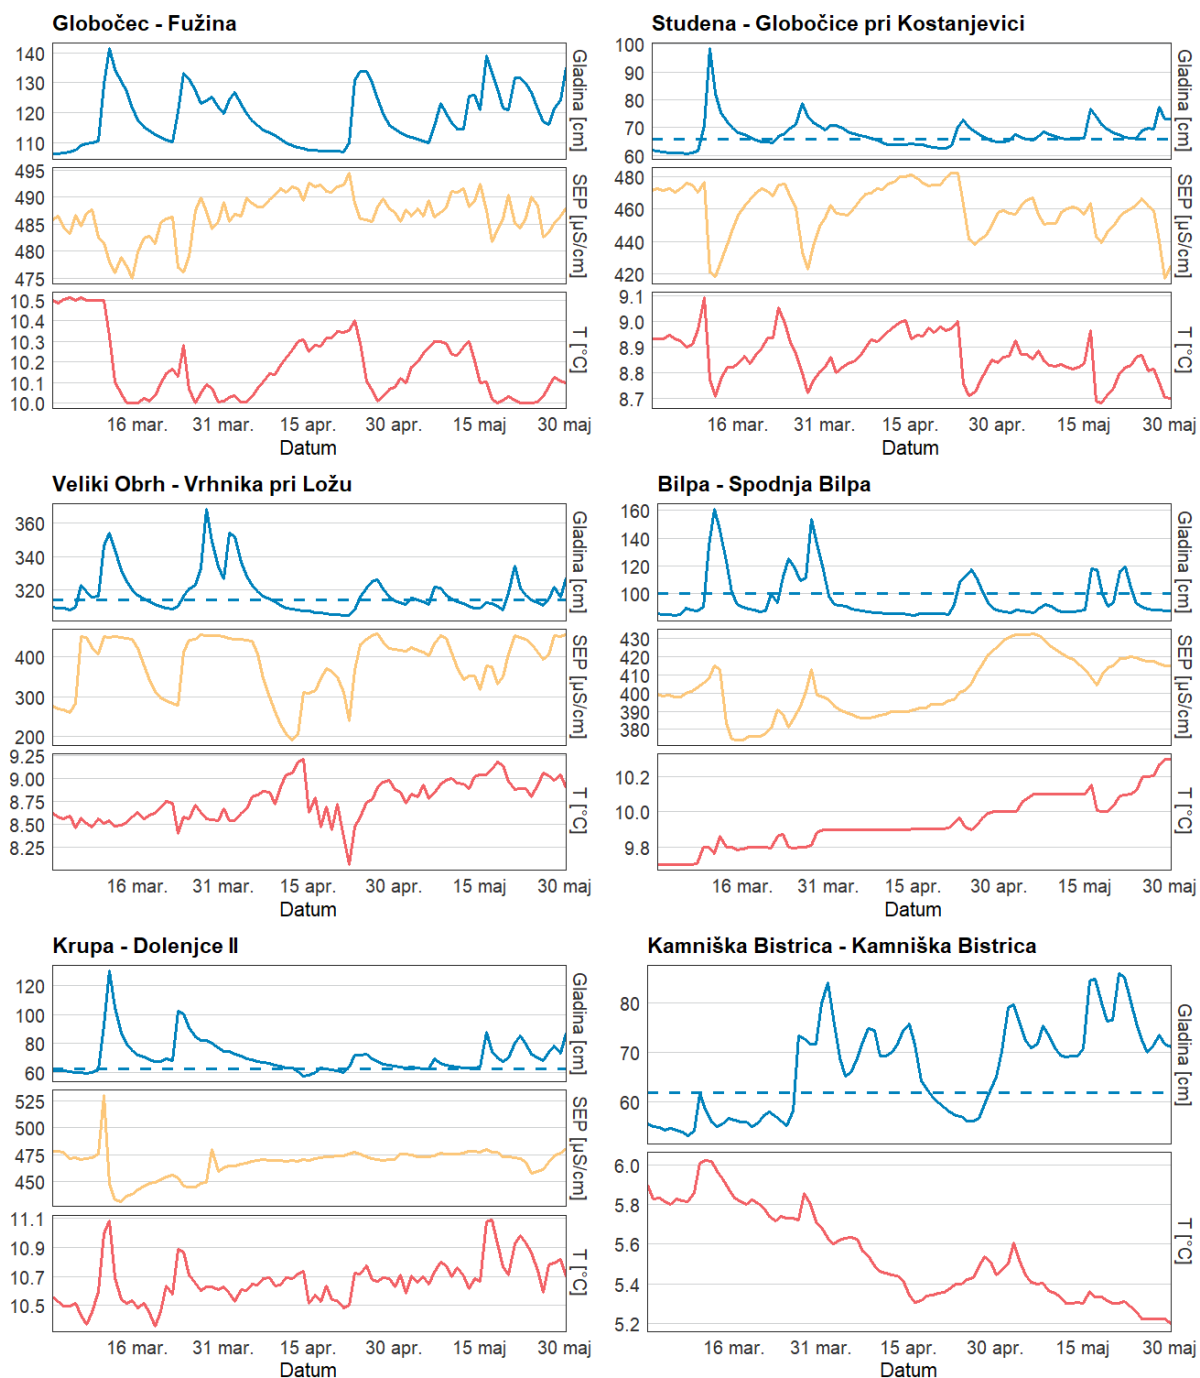 Globočec - Fužina
140
130
120
110
Gladina [cm]
495
490
485
480
475
SEP [µS/cm]
10.5
10.4
10.3
10.2
10.1
10.0
T [°C]
16 mar. 31 mar. 15 apr. 30 apr. 15 maj 30 maj
Datum
Studena - Globočice pri Kostanjevici
100
90
80
70
60
Gladina [cm]
480
460
440
420
SEP [µS/cm]
9.1
9.0
8.9
8.8
8.7
T [°C]
16 mar. 31 mar. 15 apr. 30 apr. 15 maj 30 maj
Datum
Veliki Obrh - Vrhnika pri Ložu
360
340
320
Gladina [cm]
400
300
200
SEP [µS/cm]
9.25
9.00
8.75
8.50
8.25
T [°C]
16 mar. 31 mar. 15 apr. 30 apr. 15 maj 30 maj
Datum
Bilpa - Spodnja Bilpa
160
140
120
100
80
Gladina [cm]
430
420
410
400
390
380
SEP [µS/cm]
10.2
10.0
9.8
T [°C]
16 mar. 31 mar. 15 apr. 30 apr. 15 maj 30 maj
Datum
Krupa - Dolenjce II
120
100
80
60
Gladina [cm]
525
500
475
450
SEP [µS/cm]
11.1
10.9
10.7
10.5
T [°C]
16 mar. 31 mar. 15 apr. 30 apr. 15 maj 30 maj
Datum
Kamniška Bistrica - Kamniška Bistrica
80
70
60
Gladina [cm]
6.0
5.8
5.6
5.4
5.2
T [°C]
16 mar. 31 mar. 15 apr. 30 apr. 15 maj 30 maj
Datum